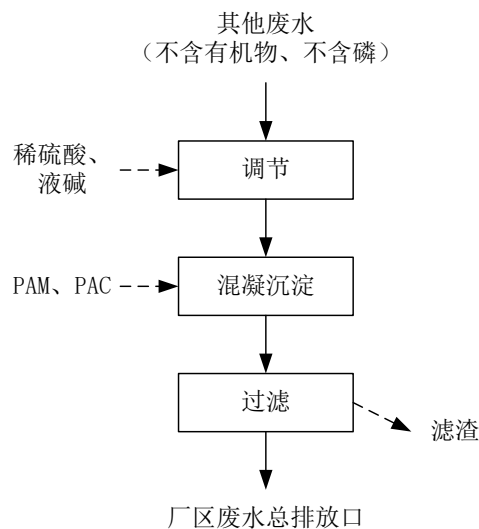 其他废水
（不含有机物、不含磷）
稀硫酸、
液碱
调节
PAM、PAC
混凝沉淀
过滤
滤渣
厂区废水总排放口